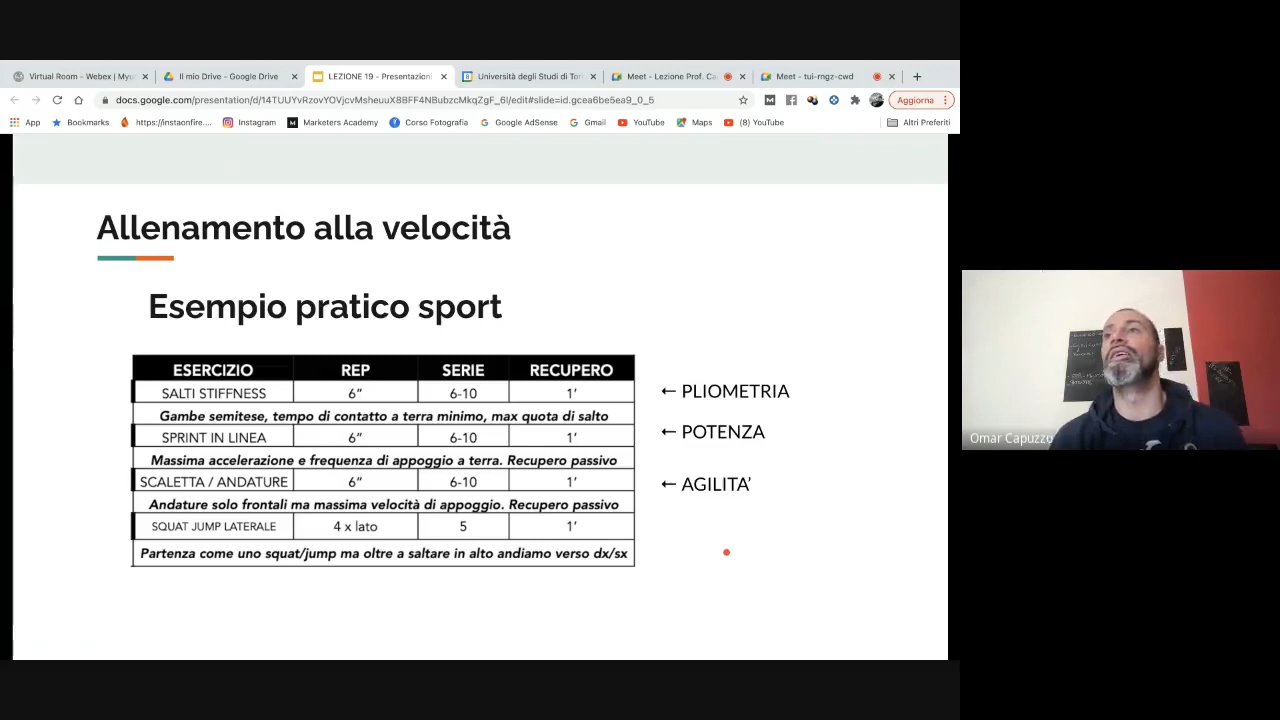 Virtual Room - Webex | Myu
Il mio Drive - Google Drive
LEZIONE 19 - Presentazioni
Università degli Studi di Tor
Meet - Lezione Prof. Ca
Meet - tui-rngz-cwd
docs.google.com/presentation/d/14TUUYvRzovYOVjcvMsheuuX8BFF4NBubzcMkqZgF_6I/edit#slide=id.gcea6be5ea9_0_5
Aggiorna
App
Bookmarks
https://instaonfire....
Instagram
Marketers Academy
Corso Fotografia
Google AdSense
Gmail
YouTube
Maps
(8) YouTube
Altri Preferiti
Allenamento alla velocità
Esempio pratico sport
ESERCIZIO REP SERIE RECUPERO
SALTI STIFFNESS 6" 6-10 1'
Gambe semitese, tempo di contatto a terra minimo, max quota di salto
SPRINT IN LINEA 6" 6-10 1'
Massima accelerazione e frequenza di appoggio a terra. Recupero passivo
SCALETTA / ANDATURE 6" 6-10 1'
Andature solo frontali ma massima velocità di appoggio. Recupero passivo
SQUAT JUMP LATERALE 4 x lato 5 1'
Partenza come uno squat/jump ma oltre a saltare in alto andiamo verso dx/sx
← PLIOMETRIA
← POTENZA
← AGILITA'
Omar Capuzzo